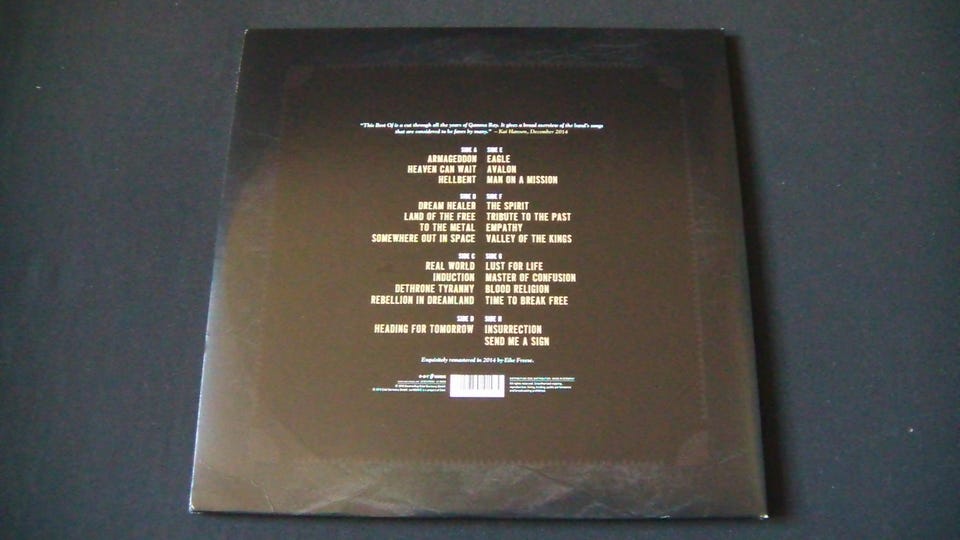 "This Best Of is a cut through all the years of Gamma Ray. It gives a broad overview of the band's songs
that are considered to be faves by many." – Kai Hansen, December 2014
SIDE A
ARMAGEDDON
HEAVEN CAN WAIT
HELLBENT
SIDE B
DREAM HEALER
LAND OF THE FREE
TO THE METAL
SOMEWHERE OUT IN SPACE
SIDE C
REAL WORLD
INDUCTION
DETHRONE TYRANNY
REBELLION IN DREAMLAND
SIDE D
HEADING FOR TOMORROW
SIDE E
EAGLE
AVALON
MAN ON A MISSION
SIDE F
THE SPIRIT
TRIBUTE TO THE PAST
EMPATHY
VALLEY OF THE KINGS
SIDE G
LUST FOR LIFE
MASTER OF CONFUSION
BLOOD RELIGION
TIME TO BREAK FREE
SIDE H
INSURRECTION
SEND ME A SIGN
Exquisitely remastered in 2014 by Eike Freese.
All rights reserved. Unauthorized copying,